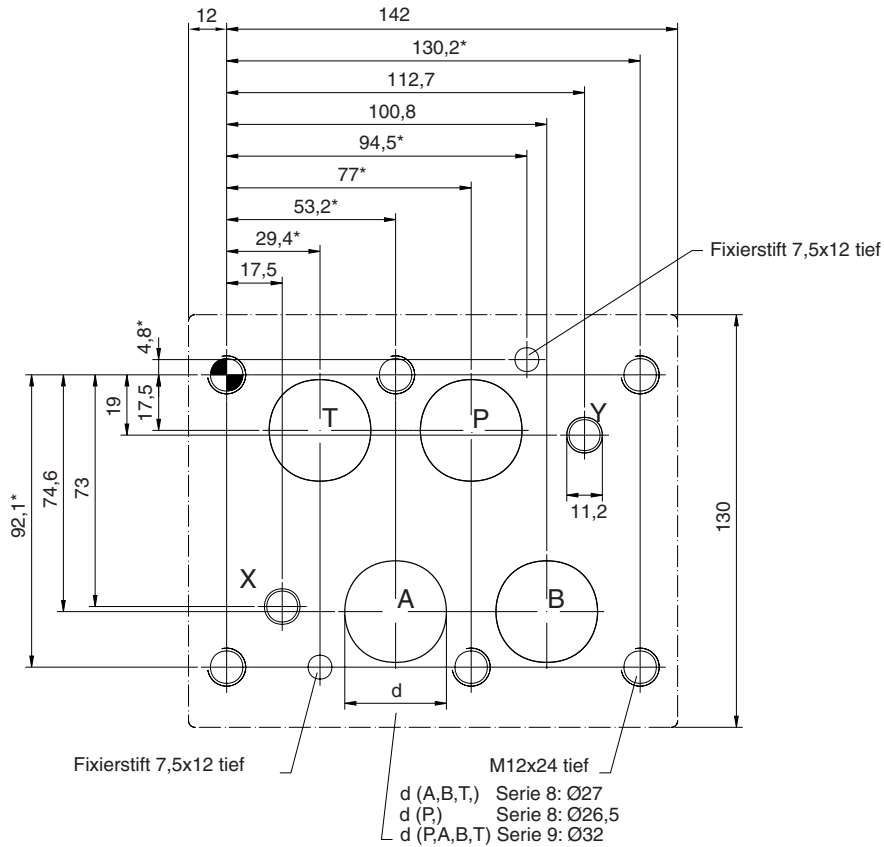 12 142
130,2*
112,7
100,8
94,5*
77*
53,2*
29,4*
17,5
Fixierstift 7,5x12 tief
4,8*
17,5
19
T P Y
92,1*
74,6
73
11,2
130
X A B
d
Fixierstift 7,5x12 tief
M12x24 tief
d (A,B,T,) Serie 8: Ø27
d (P,) Serie 8: Ø26,5
d (P,A,B,T) Serie 9: Ø32